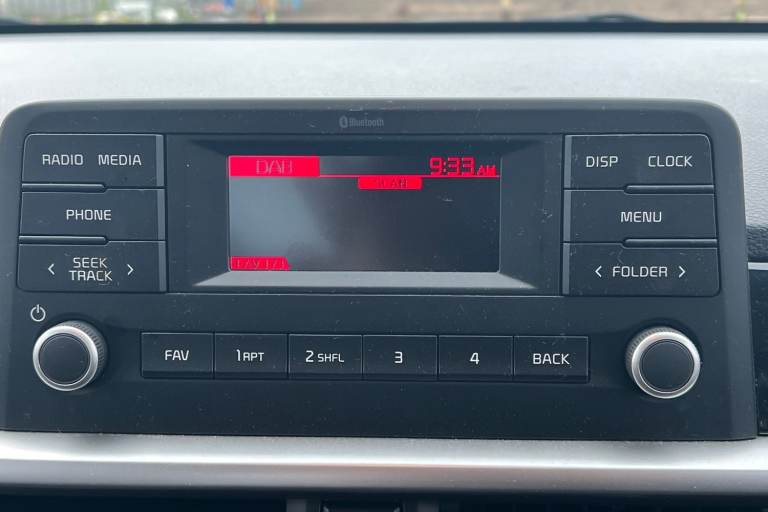 Bluetooth
RADIO MEDIA
PHONE
< SEEK TRACK >
DAB 9:33 AM
SCAN
DISP CLOCK
MENU
< FOLDER >
FAV 1 RPT 2 SHFL 3 4 BACK